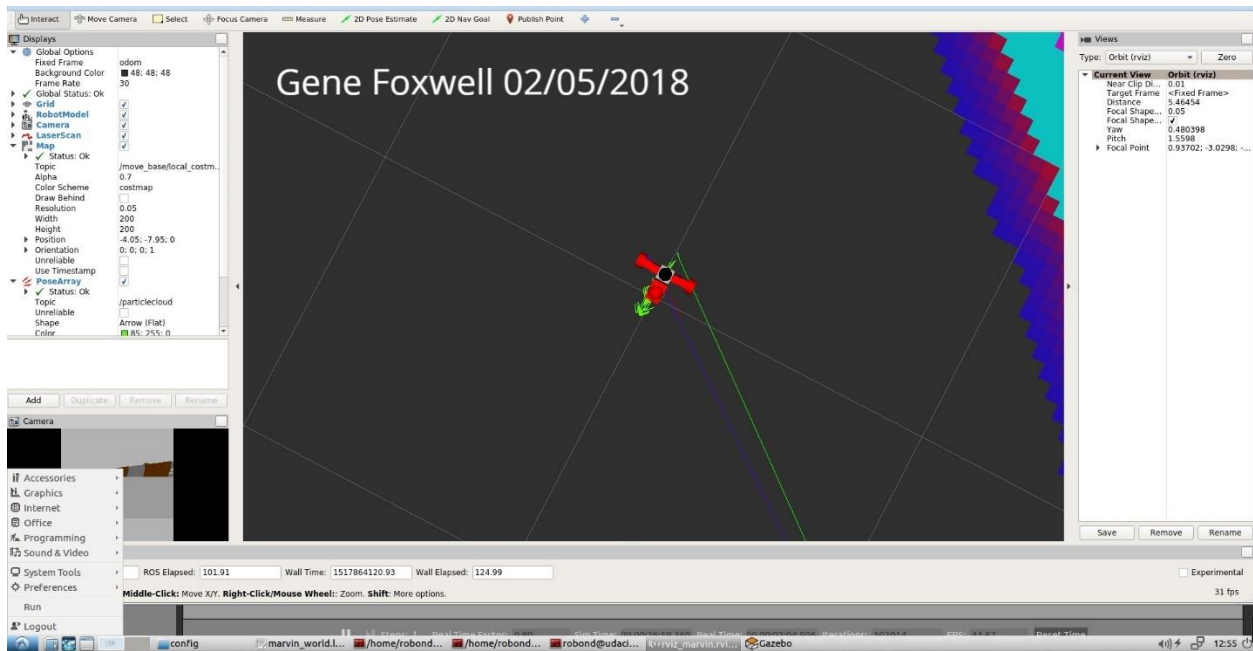 Interact Move Camera Select Focus Camera Measure 2D Pose Estimate 2D Nav Goal Publish Point
Displays
Global Options
Fixed Frame odom
Background Color 48; 48; 48
Frame Rate 30
Global Status: Ok
Grid
RobotModel
Camera
LaserScan
Map
Status: Ok
Topic /move_base/local_costm...
Alpha 0.7
Color Scheme costmap
Draw Behind
Resolution 0.05
Width 200
Height 200
Position -4.05; -7.95; 0
Orientation 0; 0; 0; 1
Unreliable
Use Timestamp
PoseArray
Status: Ok
Topic /particlecloud
Unreliable
Shape Arrow (Flat)
Color 85; 255; 0
Add Duplicate Remove Rename
Camera
Gene Foxwell 02/05/2018
Views
Type: Orbit (rviz) Zero
Current View Orbit (rviz)
Near Clip Di... 0.01
Target Frame <Fixed Frame>
Distance 5.46454
Focal Shape... 0.05
Focal Shape...
Yaw 0.480398
Pitch 1.5598
Focal Point 0.93702; -3.0298; -...
Save Remove Rename
Accessories
Graphics
Internet
Office
Programming
Sound & Video
System Tools
Preferences
Run
Logout
ROS Elapsed: 101.91 Wall Time: 1517864120.93 Wall Elapsed: 124.99 Experimental
Middle-Click: Move X/Y. Right-Click/Mouse Wheel:: Zoom. Shift: More options. 31 fps
config marvin_world.l... /home/robond... /home/robond... robond@udaci... rviz_marvin.rvi... Gazebo 12:55